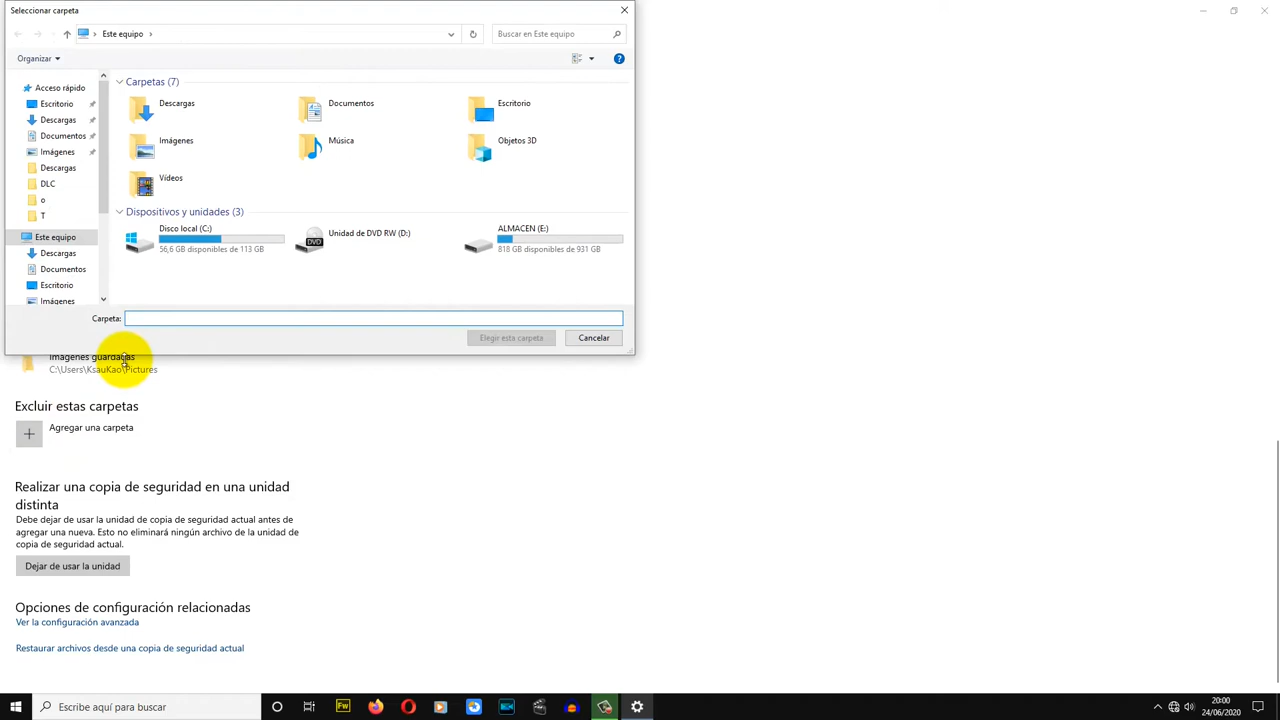 Seleccionar carpeta
Este equipo
Buscar en Este equipo
Organizar
Acceso rápido
Escritorio
Descargas
Documentos
Imágenes
Descargas
DLC
o
T
Este equipo
Descargas
Documentos
Escritorio
Imágenes
Carpetas (7)
Descargas
Documentos
Escritorio
Imágenes
Música
Objetos 3D
Vídeos
Dispositivos y unidades (3)
Disco local (C:)
56,6 GB disponibles de 113 GB
DVD
Unidad de DVD RW (D:)
ALMACEN (E:)
818 GB disponibles de 931 GB
Carpeta:
Elegir esta carpeta
Cancelar
Imágenes guardadas
C:\Users\KsauKao\Pictures
Excluir estas carpetas
Agregar una carpeta
Realizar una copia de seguridad en una unidad
distinta
Debe dejar de usar la unidad de copia de seguridad actual antes de
agregar una nueva. Esto no eliminará ningún archivo de la unidad de
copia de seguridad actual.
Dejar de usar la unidad
Opciones de configuración relacionadas
Ver la configuración avanzada
Restaurar archivos desde una copia de seguridad actual
Escribe aquí para buscar
Fw
20:00
24/06/2020